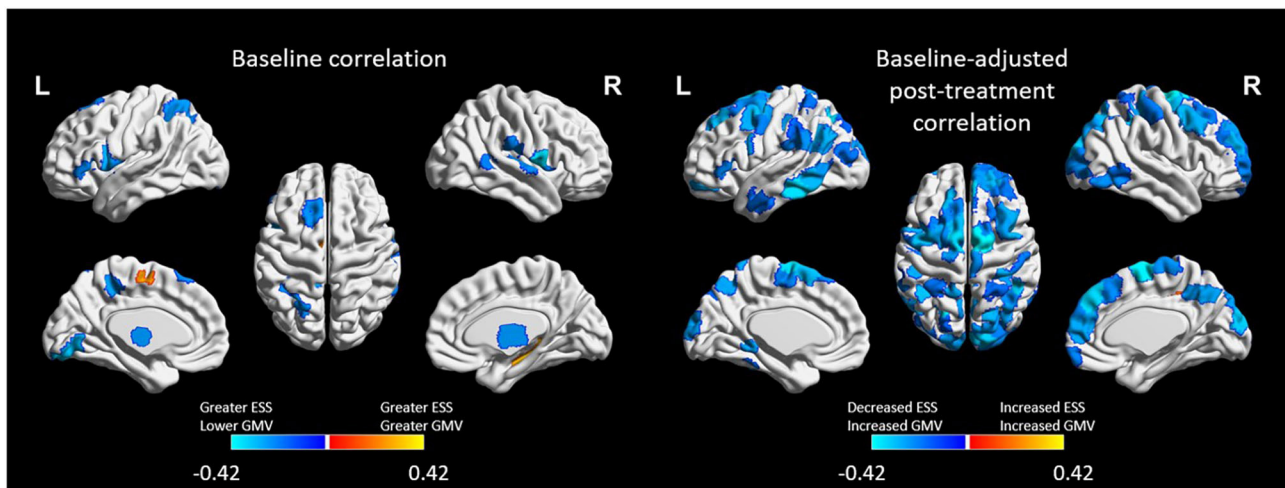 Baseline correlation
L
R
Greater ESS
Lower GMV
Greater ESS
Greater GMV
-0.42
0.42
Baseline-adjusted
post-treatment
correlation
L
R
Decreased ESS
Increased GMV
Increased ESS
Increased GMV
-0.42
0.42